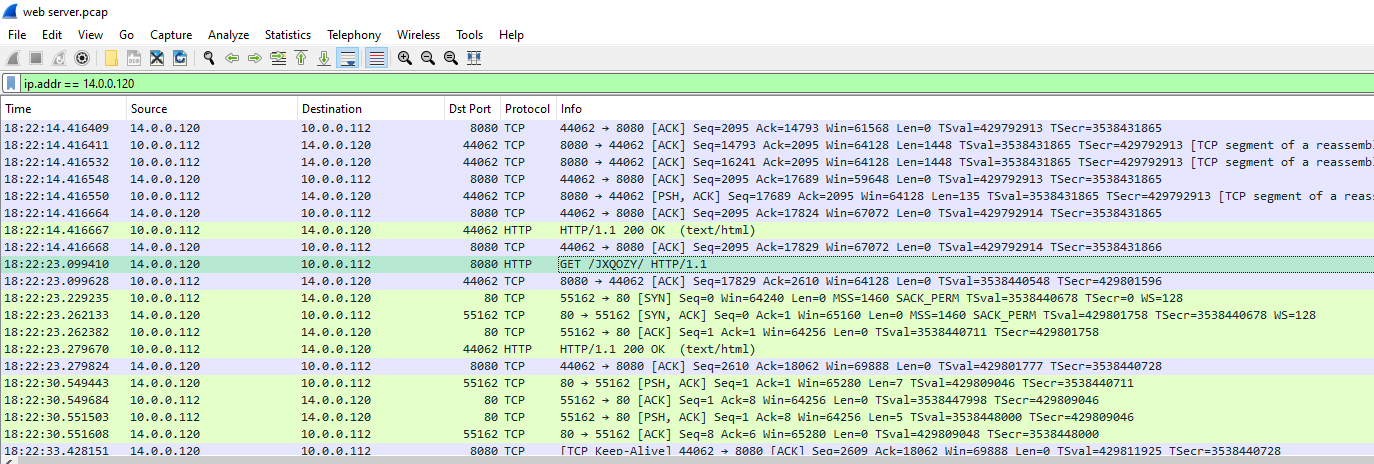 web server.pcap
File Edit View Go Capture Analyze Statistics Telephony Wireless Tools Help
ip.addr == 14.0.0.120
Time Source Destination Dst Port Protocol Info
18:22:14.416409 14.0.0.120 10.0.0.112 8080 TCP 44062 → 8080 [ACK] Seq=2095 Ack=14793 Win=61568 Len=0 TSval=429792913 TSecr=3538431865
18:22:14.416411 10.0.0.112 14.0.0.120 44062 TCP 8080 → 44062 [ACK] Seq=14793 Ack=2095 Win=64128 Len=1448 TSval=3538431865 TSecr=429792913 [TCP segment of a reassembl
18:22:14.416532 10.0.0.112 14.0.0.120 44062 TCP 8080 → 44062 [ACK] Seq=16241 Ack=2095 Win=64128 Len=1448 TSval=3538431865 TSecr=429792913 [TCP segment of a reassembl
18:22:14.416548 14.0.0.120 10.0.0.112 8080 TCP 44062 → 8080 [ACK] Seq=2095 Ack=17689 Win=59648 Len=0 TSval=429792913 TSecr=3538431865
18:22:14.416550 10.0.0.112 14.0.0.120 44062 TCP 8080 → 44062 [PSH, ACK] Seq=17689 Ack=2095 Win=64128 Len=135 TSval=3538431865 TSecr=429792913 [TCP segment of a reas
18:22:14.416664 14.0.0.120 10.0.0.112 8080 TCP 44062 → 8080 [ACK] Seq=2095 Ack=17824 Win=67072 Len=0 TSval=429792914 TSecr=3538431865
18:22:14.416667 10.0.0.112 14.0.0.120 44062 HTTP HTTP/1.1 200 OK (text/html)
18:22:14.416668 14.0.0.120 10.0.0.112 8080 TCP 44062 → 8080 [ACK] Seq=2095 Ack=17829 Win=67072 Len=0 TSval=429792914 TSecr=3538431866
18:22:23.099410 14.0.0.120 10.0.0.112 8080 HTTP GET /JXQOZY/ HTTP/1.1
18:22:23.099628 10.0.0.112 14.0.0.120 44062 TCP 8080 → 44062 [ACK] Seq=17829 Ack=2610 Win=64128 Len=0 TSval=3538440548 TSecr=429801596
18:22:23.229235 10.0.0.112 14.0.0.120 80 TCP 55162 → 80 [SYN] Seq=0 Win=64240 Len=0 MSS=1460 SACK_PERM TSval=3538440678 TSecr=0 WS=128
18:22:23.262133 14.0.0.120 10.0.0.112 55162 TCP 80 → 55162 [SYN, ACK] Seq=0 Ack=1 Win=65160 Len=0 MSS=1460 SACK_PERM TSval=429801758 TSecr=3538440678 WS=128
18:22:23.262382 10.0.0.112 14.0.0.120 80 TCP 55162 → 80 [ACK] Seq=1 Ack=1 Win=64256 Len=0 TSval=3538440711 TSecr=429801758
18:22:23.279670 10.0.0.112 14.0.0.120 44062 HTTP HTTP/1.1 200 OK (text/html)
18:22:23.279824 14.0.0.120 10.0.0.112 8080 TCP 44062 → 8080 [ACK] Seq=2610 Ack=18062 Win=69888 Len=0 TSval=429801777 TSecr=3538440728
18:22:30.549443 14.0.0.120 10.0.0.112 55162 TCP 80 → 55162 [PSH, ACK] Seq=1 Ack=1 Win=65280 Len=7 TSval=429809046 TSecr=3538440711
18:22:30.549684 10.0.0.112 14.0.0.120 80 TCP 55162 → 80 [ACK] Seq=1 Ack=8 Win=64256 Len=0 TSval=3538447998 TSecr=429809046
18:22:30.551503 10.0.0.112 14.0.0.120 80 TCP 55162 → 80 [PSH, ACK] Seq=1 Ack=8 Win=64256 Len=5 TSval=3538448000 TSecr=429809046
18:22:30.551608 14.0.0.120 10.0.0.112 55162 TCP 80 → 55162 [ACK] Seq=8 Ack=6 Win=65280 Len=0 TSval=429809048 TSecr=3538448000
18:22:33.428151 14.0.0.120 10.0.0.112 8080 TCP [TCP Keep-Alive] 44062 → 8080 [ACK] Seq=2609 Ack=18062 Win=69888 Len=0 TSval=429811925 TSecr=3538440728